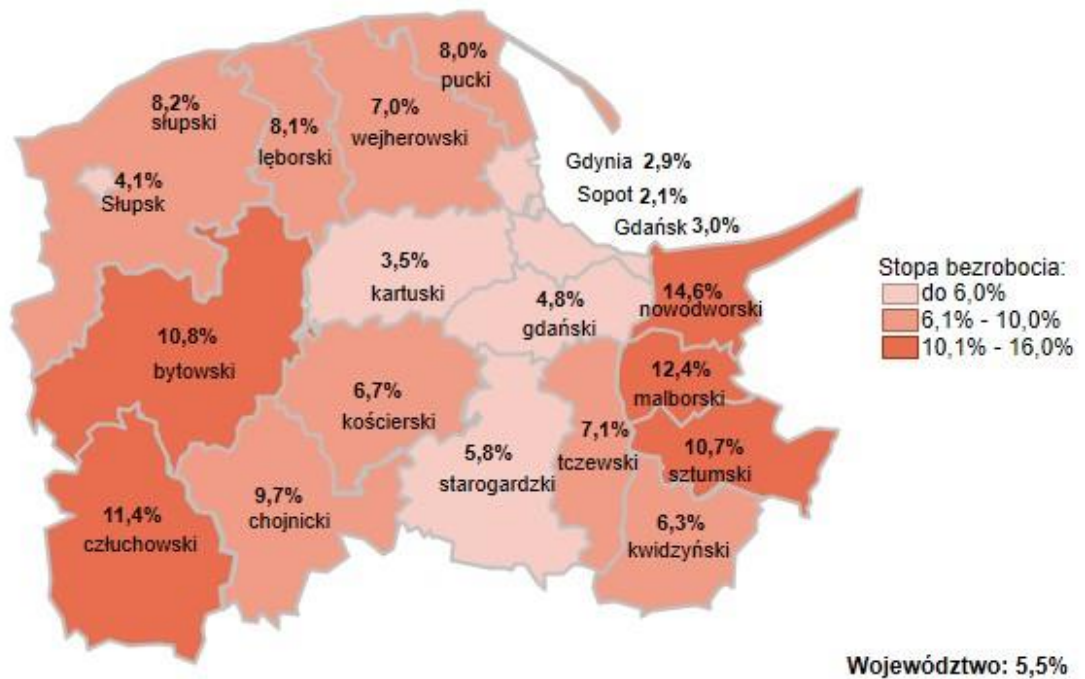 8,0%
pucki
8,2%
słupski
7,0%
wejherowski
8,1%
lęborski
Gdynia 2,9%
4,1%
Słupsk
Sopot 2,1%
Gdańsk 3,0%
3,5%
kartuski
4,8%
gdański
14,6%
nowodworski
Stopa bezrobocia:
do 6,0%
6,1% - 10,0%
10,1% - 16,0%
10,8%
bytowski
6,7%
kościerski
12,4%
malborski
5,8%
starogardzki
7,1%
tczewski
10,7%
sztumski
9,7%
chojnicki
11,4%
człuchowski
6,3%
kwidzyński
Województwo: 5,5%